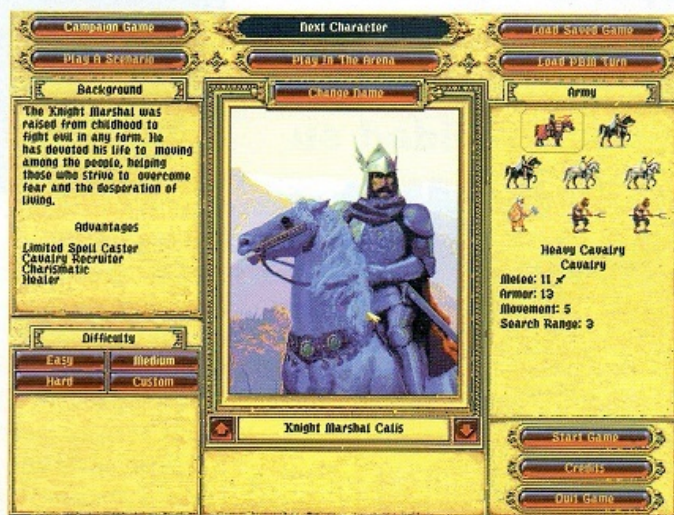 Campaign Game
Next Character
Load Saved Game
Play A Scenario
Play In The Arena
Load PBM Turn
Background
Change Name
Army
The Knight Marshal was
raised from childhood to
fight evil in any form. He
has devoted his life to moving
among the people, helping
those who strive to overcome
fear and the desperation of
living.
Advantages
Limited Spell Caster
Cavalry Recruiter
Charismatic
Healer
Heavy Cavalry
Cavalry
Melee: 11
Armor: 13
Movement: 5
Search Range: 3
Difficulty
Easy
Medium
Hard
Custom
Knight Marshal Calis
Start Game
Credits
Quit Game